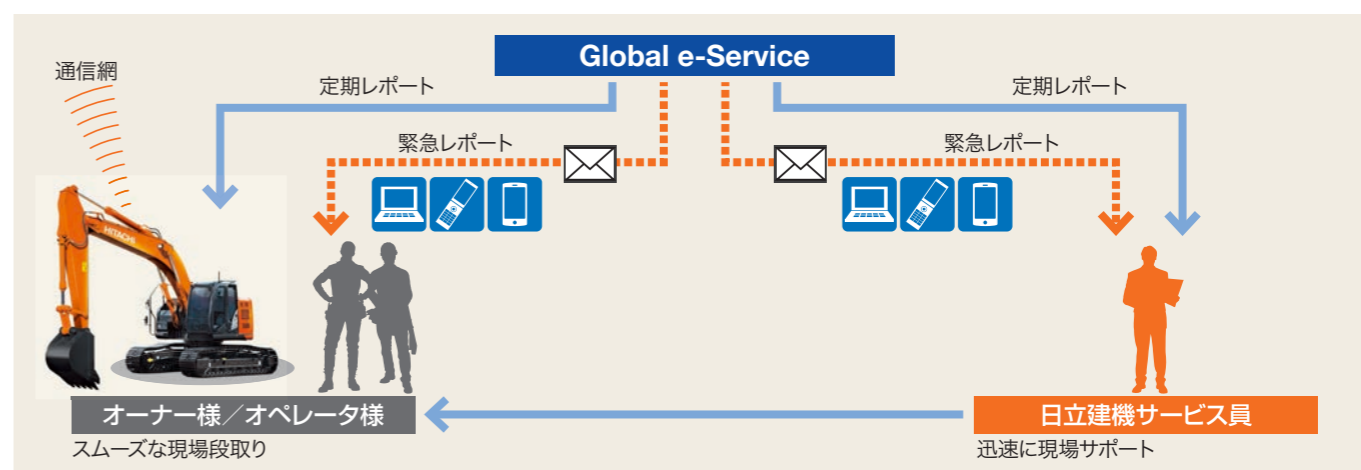 Global e-Service
通信網
定期レポート
定期レポート
緊急レポート
緊急レポート
HITACHI
オーナー様／オペレータ様
日立建機サービス員
スムーズな現場段取り
迅速に現場サポート